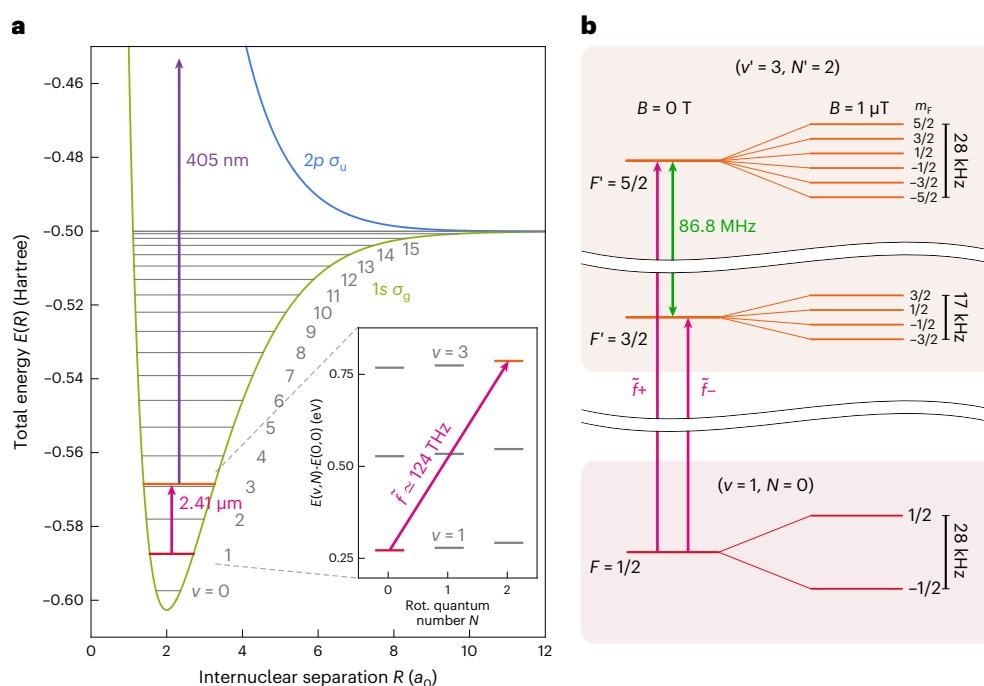 a
Total energy E(R) (Hartree)
−0.46
−0.48
−0.50
−0.52
−0.54
−0.56
−0.58
−0.60
0
2
4
6
8
10
12
Internuclear separation R (a₀)
405 nm
2p σᵤ
1s σg
2.41 μm
15
14
13
12
11
10
9
8
7
6
5
4
3
2
1
v = 0
E(v,N)-E(0,0) (eV)
0.75
0.50
0.25
v = 3
f̃ ≃ 124 THz
v = 1
0
1
2
Rot. quantum
number N
b
(v' = 3, N' = 2)
B = 0 T
B = 1 μT
mF
5/2
3/2
1/2
−1/2
−3/2
−5/2
28 kHz
F' = 5/2
86.8 MHz
3/2
1/2
−1/2
−3/2
17 kHz
F' = 3/2
f̃+
f̃−
(v = 1, N = 0)
1/2
−1/2
28 kHz
F = 1/2